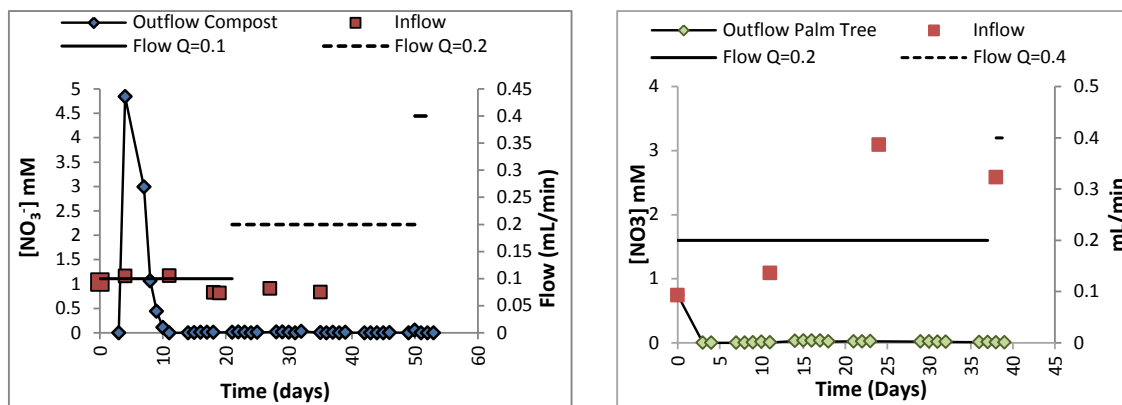 Outflow Compost Inflow
Flow Q=0.1 Flow Q=0.2
5
4.5
4
3.5
3
2.5
2
1.5
1
0.5
0
[NO3-] mM
0.45
0.4
0.35
0.3
0.25
0.2
0.15
0.1
0.05
0
Flow (mL/min)
0 10 20 30 40 50 60
Time (days)
Outflow Palm Tree Inflow
Flow Q=0.2 Flow Q=0.4
4
3
2
1
0
[NO3] mM
0.5
0.4
0.3
0.2
0.1
0
mL/min
0 5 10 15 20 25 30 35 40 45
Time (Days)